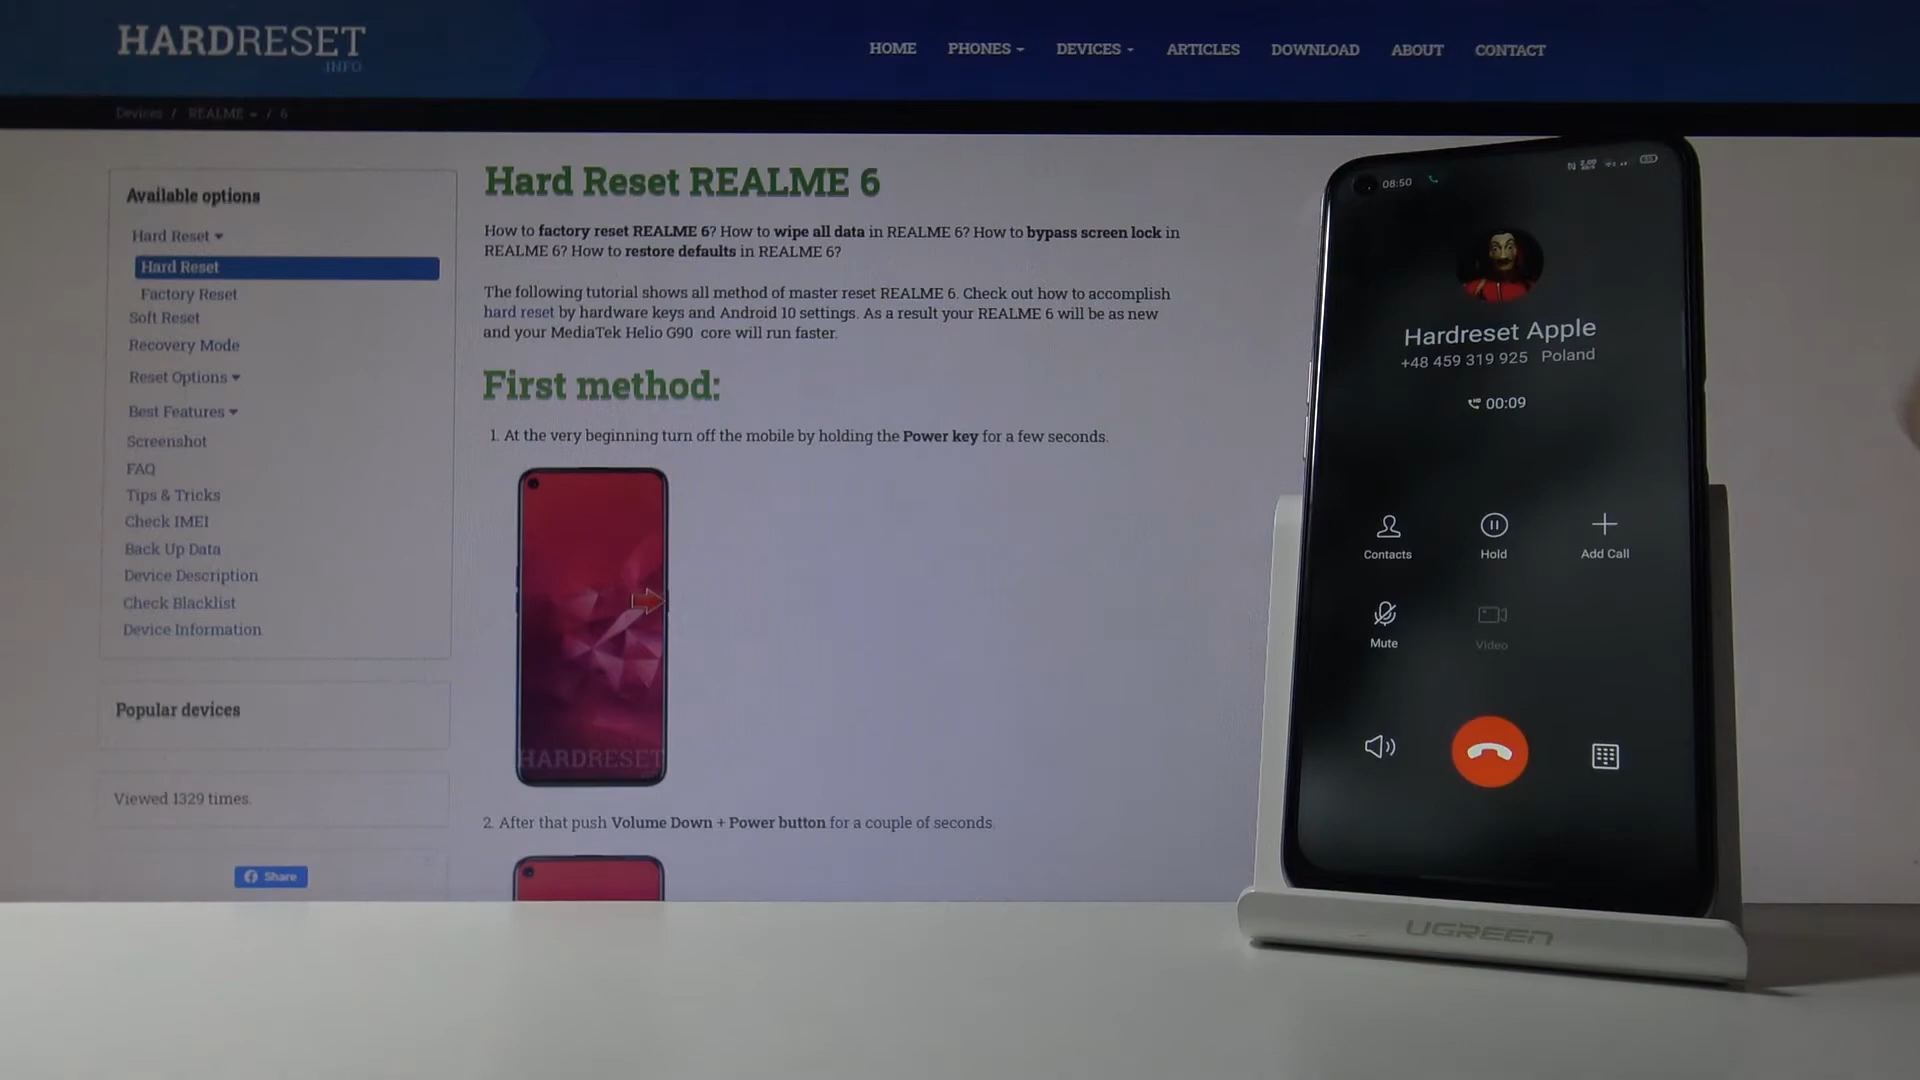 HARDRESET
INFO
HOME PHONES DEVICES ARTICLES DOWNLOAD ABOUT CONTACT
Devices / REALME / 6
Available options
Hard Reset
Hard Reset
Factory Reset
Soft Reset
Recovery Mode
Reset Options
Best Features
Screenshot
FAQ
Tips & Tricks
Check IMEI
Back Up Data
Device Description
Check Blacklist
Device Information
Popular devices
Viewed 1329 times.
Share
Hard Reset REALME 6
How to factory reset REALME 6? How to wipe all data in REALME 6? How to bypass screen lock in
REALME 6? How to restore defaults in REALME 6?
The following tutorial shows all method of master reset REALME 6. Check out how to accomplish
hard reset by hardware keys and Android 10 settings. As a result your REALME 6 will be as new
and your MediaTek Helio G90 core will run faster.
First method:
1. At the very beginning turn off the mobile by holding the Power key for a few seconds.
HARDRESET
2. After that push Volume Down + Power button for a couple of seconds.
08:50
Hardreset Apple
+48 459 319 925 Poland
00:09
Contacts Hold Add Call
Mute Video
UGREEN